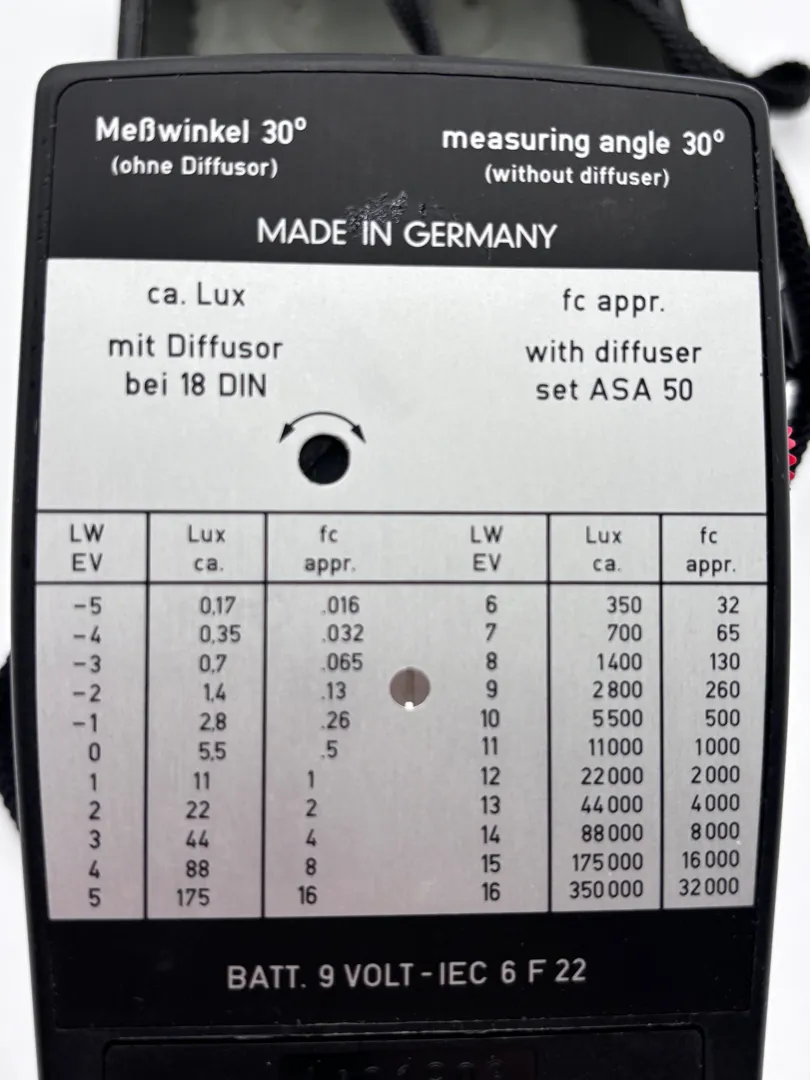 Meßwinkel 30° measuring angle 30°
(ohne Diffusor) (without diffuser)
MADE IN GERMANY
ca. Lux fc appr.
mit Diffusor with diffuser
bei 18 DIN set ASA 50
LW Lux fc LW Lux fc
EV ca. appr. EV ca. appr.
-5 0,17 .016 6 350 32
-4 0,35 .032 7 700 65
-3 0,7 .065 8 1400 130
-2 1,4 .13 9 2800 260
-1 2,8 .26 10 5500 500
0 5,5 .5 11 11000 1000
1 11 1 12 22000 2000
2 22 2 13 44000 4000
3 44 4 14 88000 8000
4 88 8 15 175000 16000
5 175 16 16 350000 32000
BATT. 9 VOLT - IEC 6 F 22